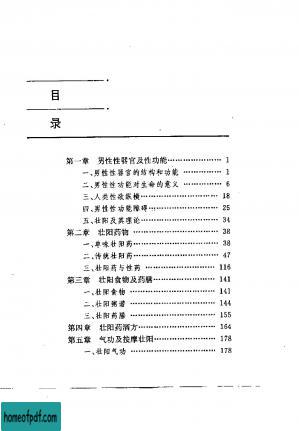 目
录
第一章 男性性器官及性功能…………………… 1
一、男性性器官的结构和功能 ……………… 1
二、男性性功能对生命的意义 ……………… 6
三、人类性欲纵横…………………………… 18
四、男性性功能障碍………………………… 25
五、壮阳及其理论…………………………… 34
第二章 壮阳药物………………………………… 38
一、单味壮阳药……………………………… 38
二、传统壮阳药……………………………… 47
三、壮阳药与性药 ………………………… 116
第三章 壮阳食物及药膳 ……………………… 141
一、壮阳食物 ……………………………… 141
二、壮阳粥谱 ……………………………… 144
三、壮阳药膳 ……………………………… 155
第四章 壮阳药酒方 …………………………… 164
第五章 气功及按摩壮阳 ……………………… 178
一、壮阳气功 ……………………………… 178
homeofpdf.com
homeofpdf.com